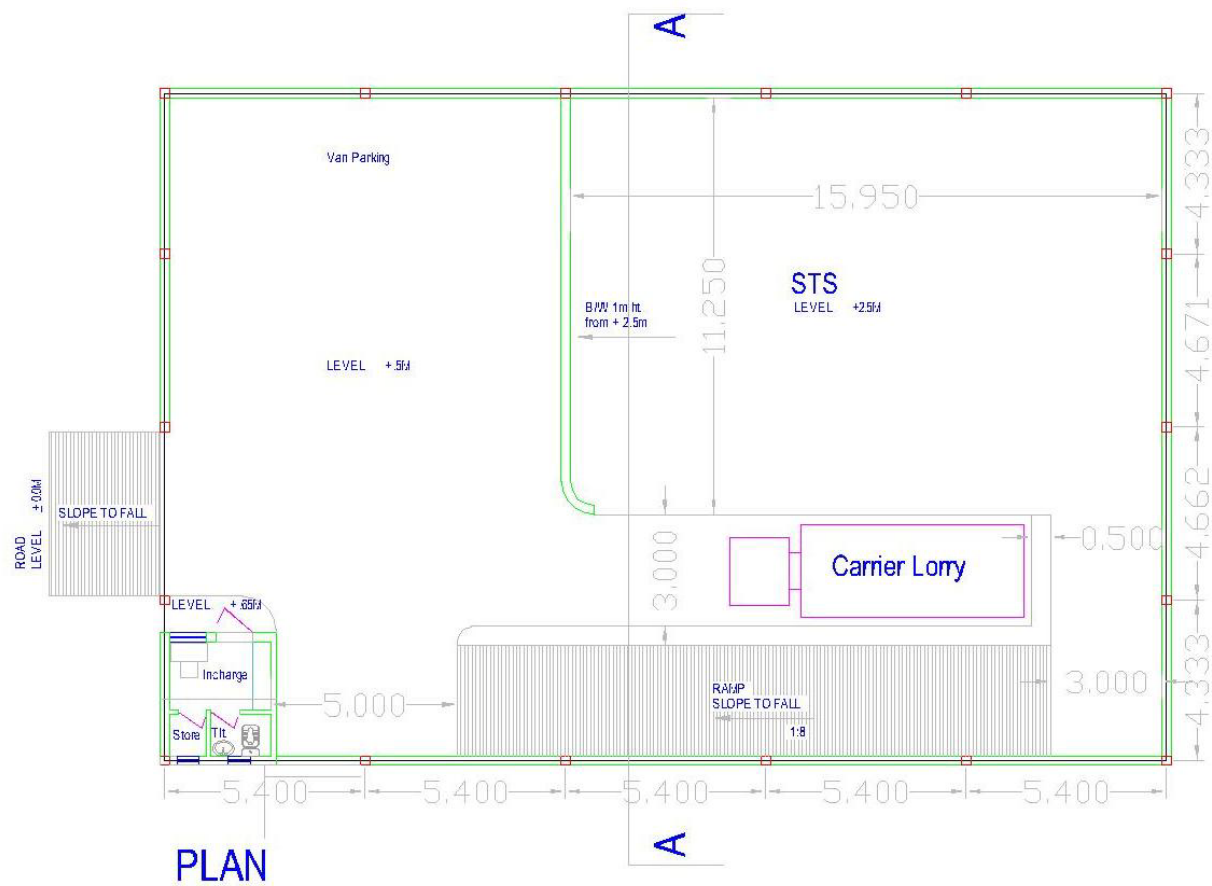 A
Van Parking
15.950
4.333
STS
LEVEL +2.5M
B/W 1m ht.
from + 2.5m
11.250
LEVEL + .5M
4.671
ROAD
LEVEL ± 0.0M
SLOPE TO FALL
4.662
3.000
Carrier Lorry
0.500
LEVEL + .65M
Incharge
5.000
RAMP
SLOPE TO FALL
1:8
3.000
4.333
Store
Tlt.
5.400
5.400
5.400
5.400
5.400
A
PLAN